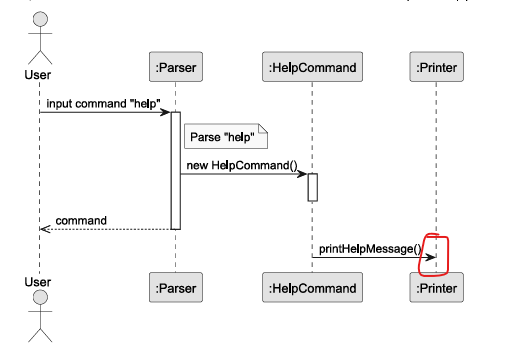 User
:Parser
:HelpCommand
:Printer
input command "help"
Parse "help"
new HelpCommand()
command
printHelpMessage()
User
:Parser
:HelpCommand
:Printer